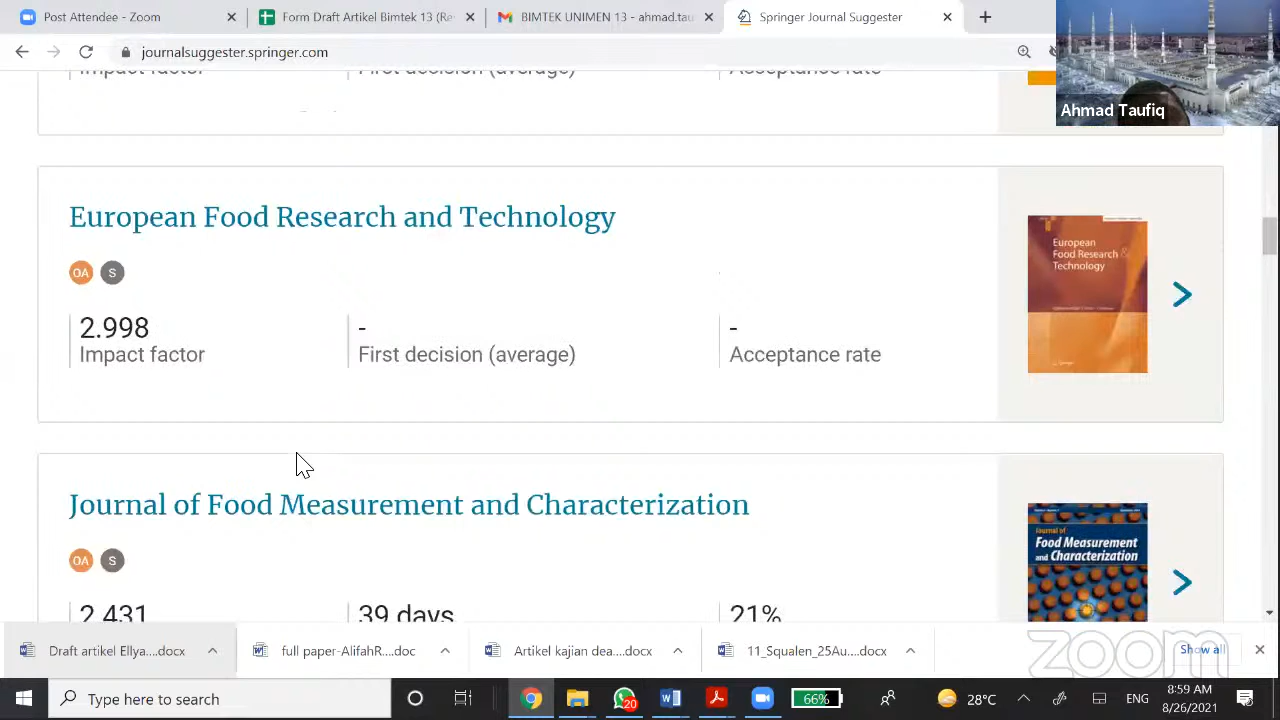 Post Attendee - Zoom
Form Draft Artikel Bimtek 13 (Re
BIMTEK UNIMEN 13 - ahmad.tau
Springer Journal Suggester
journalsuggester.springer.com
Ahmad Taufiq
Impact factor
First decision (average)
Acceptance rate
European Food Research and Technology
OA S
2.998
Impact factor
-
First decision (average)
-
Acceptance rate
European
Food Research &
Technology
Journal of Food Measurement and Characterization
OA S
2.431
39 days
21%
Journal of
Food Measurement
and Characterization
zoom
Draft artikel Ellya....docx
full paper-AlifahR....doc
Artikel kajian dea....docx
11_Squalen_25Au....docx
Show all
Type here to search
20
66%
28°C
ENG
8:59 AM
8/26/2021